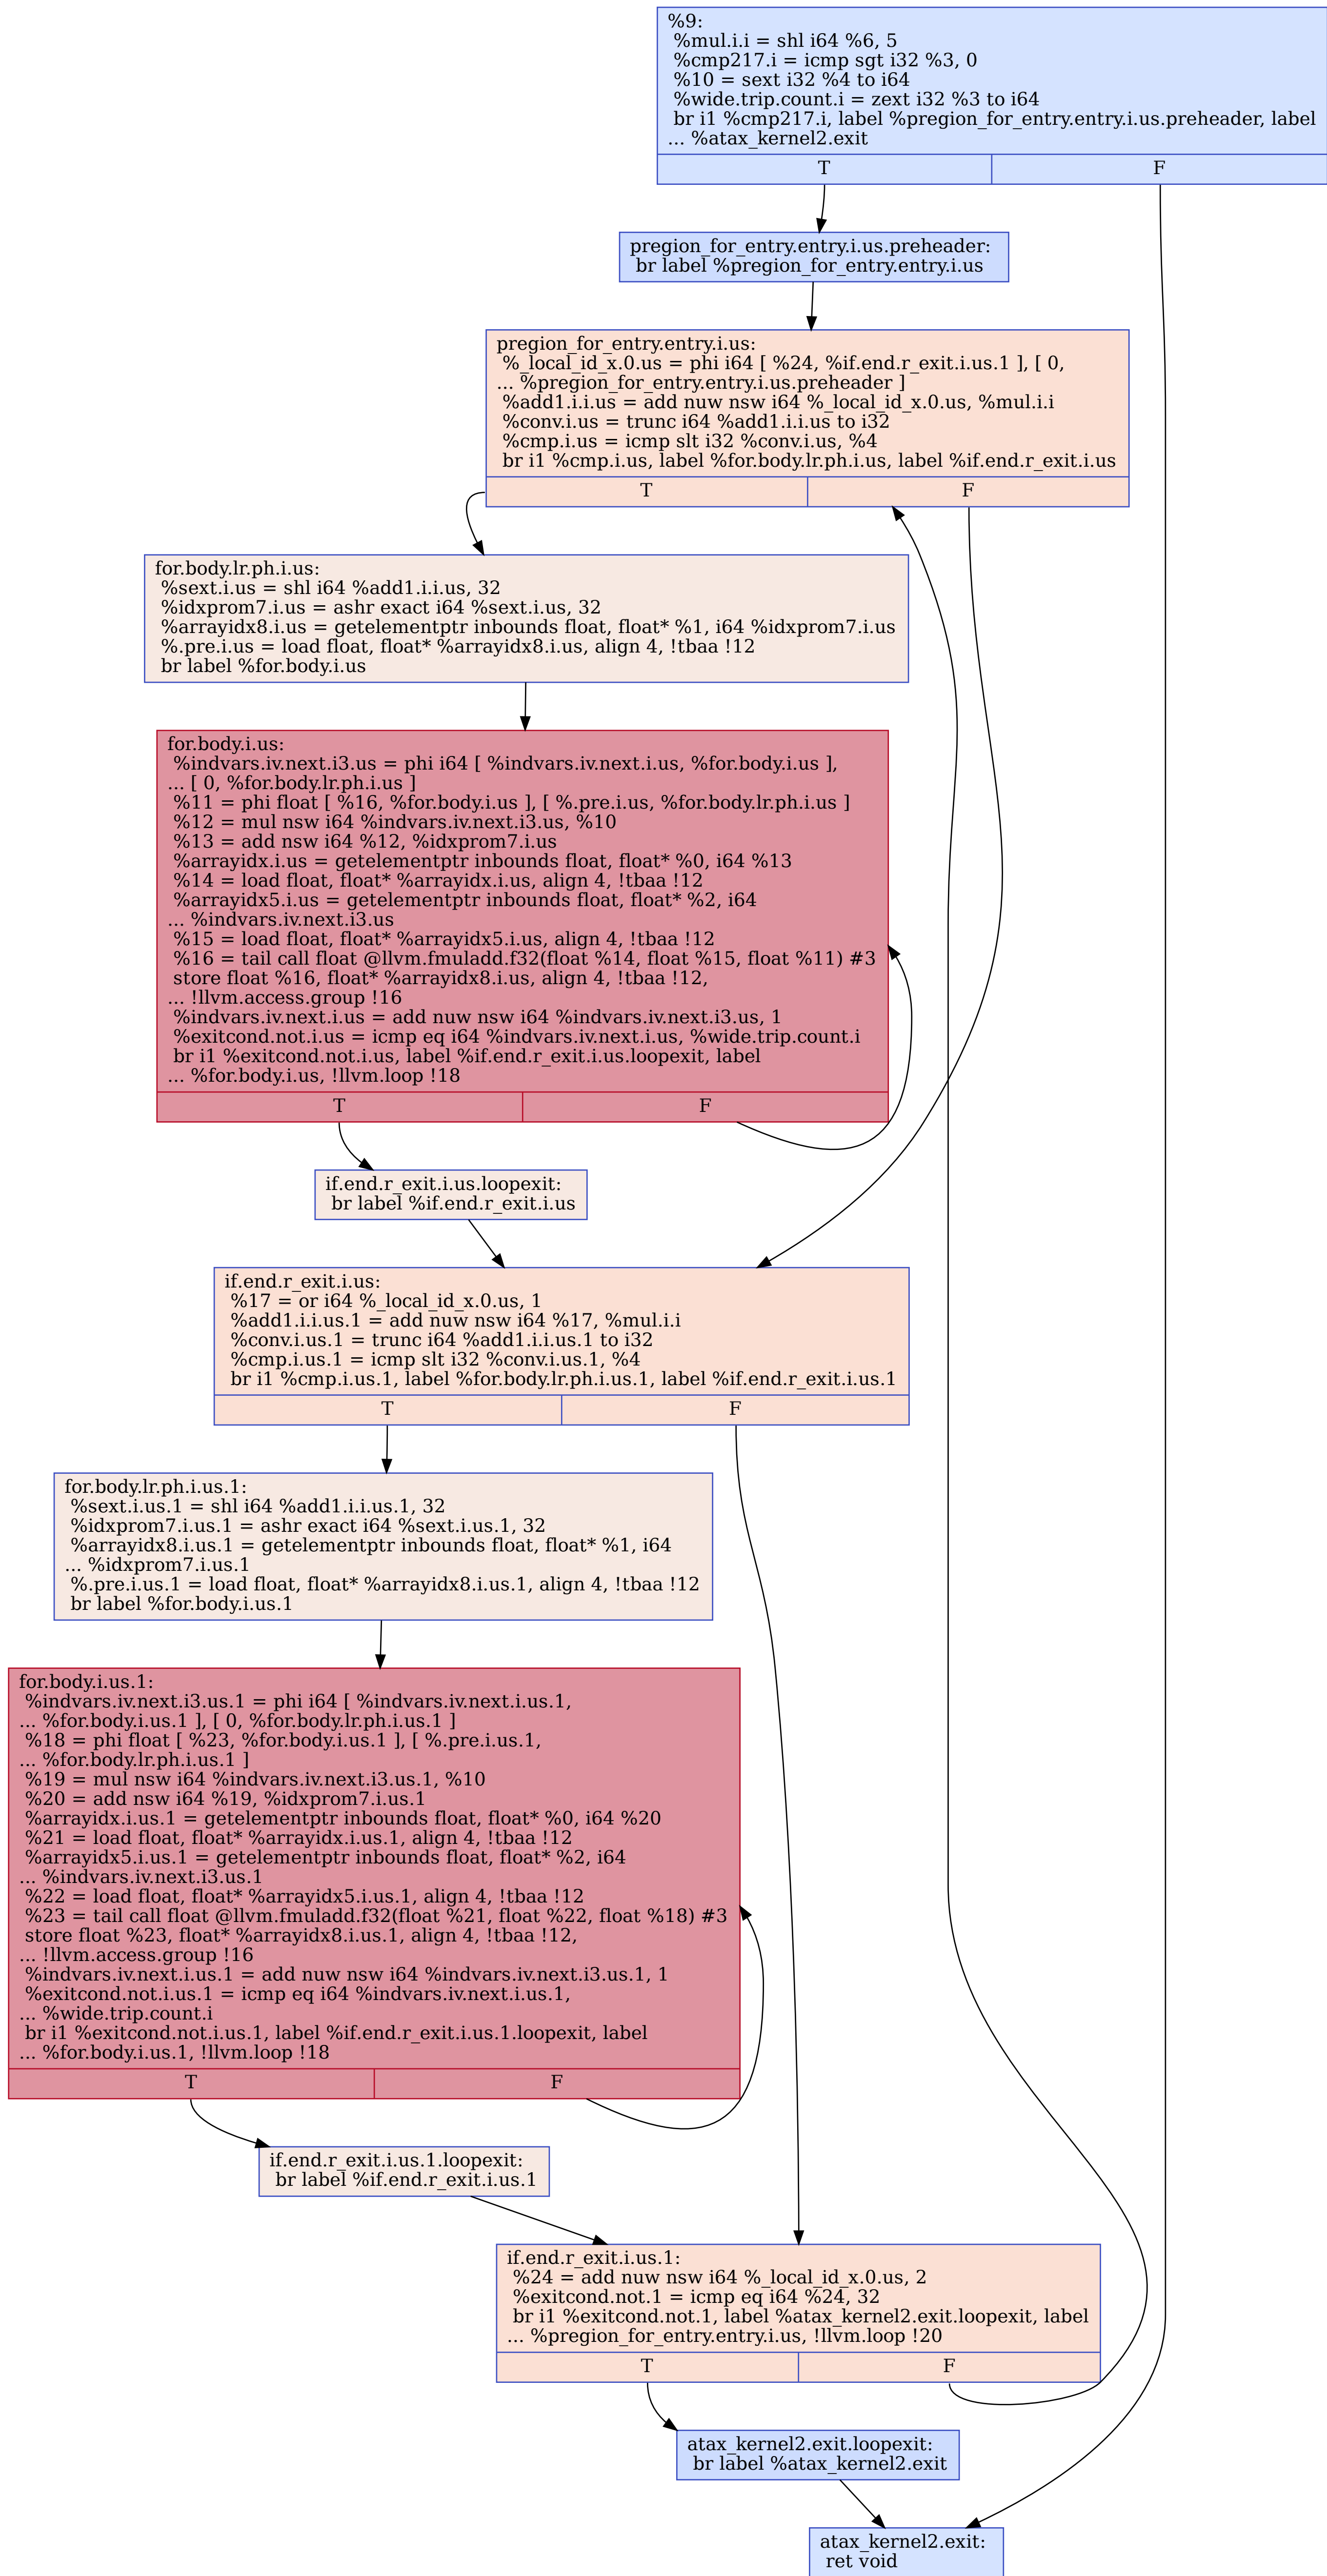 %9:
%mul.i.i = shl i64 %6, 5
%cmp217.i = icmp sgt i32 %3, 0
%10 = sext i32 %4 to i64
%wide.trip.count.i = zext i32 %3 to i64
br i1 %cmp217.i, label %pregion_for_entry.entry.i.us.preheader, label
... %atax_kernel2.exit
T
F
pregion_for_entry.entry.i.us.preheader:
br label %pregion_for_entry.entry.i.us
pregion_for_entry.entry.i.us:
%_local_id_x.0.us = phi i64 [ %24, %if.end.r_exit.i.us.1 ], [ 0,
... %pregion_for_entry.entry.i.us.preheader ]
%add1.i.i.us = add nuw nsw i64 %_local_id_x.0.us, %mul.i.i
%conv.i.us = trunc i64 %add1.i.i.us to i32
%cmp.i.us = icmp slt i32 %conv.i.us, %4
br i1 %cmp.i.us, label %for.body.lr.ph.i.us, label %if.end.r_exit.i.us
T
F
for.body.lr.ph.i.us:
%sext.i.us = shl i64 %add1.i.i.us, 32
%idxprom7.i.us = ashr exact i64 %sext.i.us, 32
%arrayidx8.i.us = getelementptr inbounds float, float* %1, i64 %idxprom7.i.us
%.pre.i.us = load float, float* %arrayidx8.i.us, align 4, !tbaa !12
br label %for.body.i.us
for.body.i.us:
%indvars.iv.next.i3.us = phi i64 [ %indvars.iv.next.i.us, %for.body.i.us ],
... [ 0, %for.body.lr.ph.i.us ]
%11 = phi float [ %16, %for.body.i.us ], [ %.pre.i.us, %for.body.lr.ph.i.us ]
%12 = mul nsw i64 %indvars.iv.next.i3.us, %10
%13 = add nsw i64 %12, %idxprom7.i.us
%arrayidx.i.us = getelementptr inbounds float, float* %0, i64 %13
%14 = load float, float* %arrayidx.i.us, align 4, !tbaa !12
%arrayidx5.i.us = getelementptr inbounds float, float* %2, i64
... %indvars.iv.next.i3.us
%15 = load float, float* %arrayidx5.i.us, align 4, !tbaa !12
%16 = tail call float @llvm.fmuladd.f32(float %14, float %15, float %11) #3
store float %16, float* %arrayidx8.i.us, align 4, !tbaa !12,
... !llvm.access.group !16
%indvars.iv.next.i.us = add nuw nsw i64 %indvars.iv.next.i3.us, 1
%exitcond.not.i.us = icmp eq i64 %indvars.iv.next.i.us, %wide.trip.count.i
br i1 %exitcond.not.i.us, label %if.end.r_exit.i.us.loopexit, label
... %for.body.i.us, !llvm.loop !18
T
F
if.end.r_exit.i.us.loopexit:
br label %if.end.r_exit.i.us
if.end.r_exit.i.us:
%17 = or i64 %_local_id_x.0.us, 1
%add1.i.i.us.1 = add nuw nsw i64 %17, %mul.i.i
%conv.i.us.1 = trunc i64 %add1.i.i.us.1 to i32
%cmp.i.us.1 = icmp slt i32 %conv.i.us.1, %4
br i1 %cmp.i.us.1, label %for.body.lr.ph.i.us.1, label %if.end.r_exit.i.us.1
T
F
for.body.lr.ph.i.us.1:
%sext.i.us.1 = shl i64 %add1.i.i.us.1, 32
%idxprom7.i.us.1 = ashr exact i64 %sext.i.us.1, 32
%arrayidx8.i.us.1 = getelementptr inbounds float, float* %1, i64
... %idxprom7.i.us.1
%.pre.i.us.1 = load float, float* %arrayidx8.i.us.1, align 4, !tbaa !12
br label %for.body.i.us.1
for.body.i.us.1:
%indvars.iv.next.i3.us.1 = phi i64 [ %indvars.iv.next.i.us.1,
... %for.body.i.us.1 ], [ 0, %for.body.lr.ph.i.us.1 ]
%18 = phi float [ %23, %for.body.i.us.1 ], [ %.pre.i.us.1,
... %for.body.lr.ph.i.us.1 ]
%19 = mul nsw i64 %indvars.iv.next.i3.us.1, %10
%20 = add nsw i64 %19, %idxprom7.i.us.1
%arrayidx.i.us.1 = getelementptr inbounds float, float* %0, i64 %20
%21 = load float, float* %arrayidx.i.us.1, align 4, !tbaa !12
%arrayidx5.i.us.1 = getelementptr inbounds float, float* %2, i64
... %indvars.iv.next.i3.us.1
%22 = load float, float* %arrayidx5.i.us.1, align 4, !tbaa !12
%23 = tail call float @llvm.fmuladd.f32(float %21, float %22, float %18) #3
store float %23, float* %arrayidx8.i.us.1, align 4, !tbaa !12,
... !llvm.access.group !16
%indvars.iv.next.i.us.1 = add nuw nsw i64 %indvars.iv.next.i3.us.1, 1
%exitcond.not.i.us.1 = icmp eq i64 %indvars.iv.next.i.us.1,
... %wide.trip.count.i
br i1 %exitcond.not.i.us.1, label %if.end.r_exit.i.us.1.loopexit, label
... %for.body.i.us.1, !llvm.loop !18
T
F
if.end.r_exit.i.us.1.loopexit:
br label %if.end.r_exit.i.us.1
if.end.r_exit.i.us.1:
%24 = add nuw nsw i64 %_local_id_x.0.us, 2
%exitcond.not.1 = icmp eq i64 %24, 32
br i1 %exitcond.not.1, label %atax_kernel2.exit.loopexit, label
... %pregion_for_entry.entry.i.us, !llvm.loop !20
T
F
atax_kernel2.exit.loopexit:
br label %atax_kernel2.exit
atax_kernel2.exit:
ret void